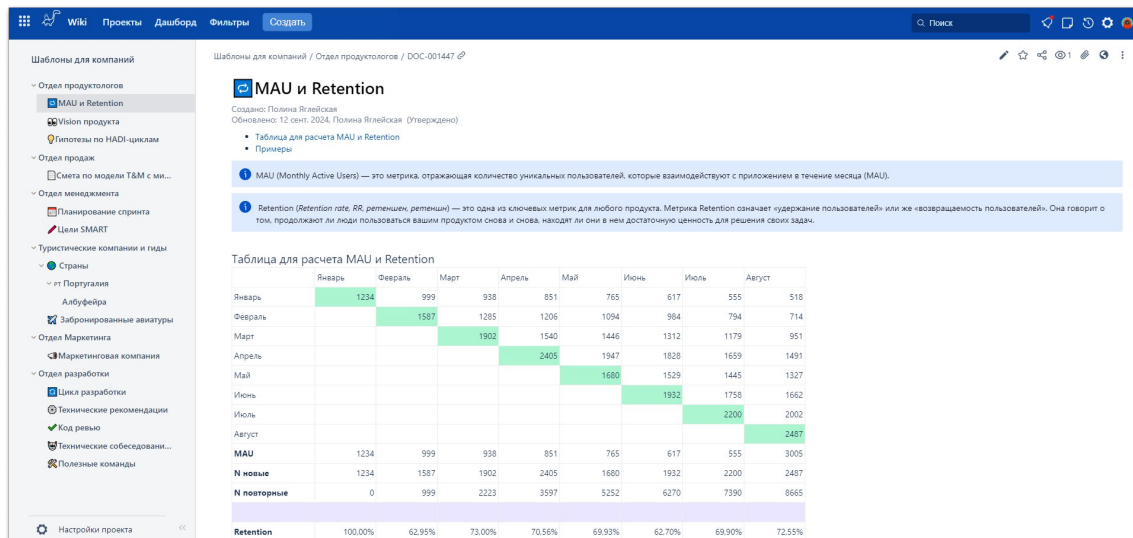 Wiki Проекты Дашборд Фильтры Создать Поиск
Шаблоны для компаний
Отдел продуктологов
MAU и Retention
Vision продукта
Гипотезы по HADI-циклам
Отдел продаж
Смета по модели T&M с ми...
Отдел менеджмента
Планирование спринта
Цели SMART
Туристические компании и гиды
Страны
PT Португалия
Албуфейра
Забронированные авиатуры
Отдел Маркетинга
Маркетинговая компания
Отдел разработки
Цикл разработки
Технические рекомендации
Код ревью
Технические собеседовани...
Полезные команды
Настройки проекта
Шаблоны для компаний / Отдел продуктологов / DOC-001447
1
MAU и Retention
Создано: Полина Яглейская
Обновлено: 12 сент. 2024, Полина Яглейская (Утверждено)
Таблица для расчета MAU и Retention
Примеры
MAU (Monthly Active Users) — это метрика, отражающая количество уникальных пользователей, которые взаимодействуют с приложением в течение месяца (MAU).
Retention (Retention rate, RR, ретеншен, ретеншн) — это одна из ключевых метрик для любого продукта. Метрика Retention означает «удержание пользователей» или же «возвращаемость пользователей». Она говорит о
том, продолжают ли люди пользоваться вашим продуктом снова и снова, находят ли они в нем достаточную ценность для решения своих задач.
Таблица для расчета MAU и Retention
Январь Февраль Март Апрель Май Июнь Июль Август
Январь 1234 999 938 851 765 617 555 518
Февраль 1587 1285 1206 1094 984 794 714
Март 1902 1540 1446 1312 1179 951
Апрель 2405 1947 1828 1659 1491
Май 1680 1529 1445 1327
Июнь 1932 1758 1662
Июль 2200 2002
Август 2487
MAU 1234 999 938 851 765 617 555 3005
N новые 1234 1587 1902 2405 1680 1932 2200 2487
N повторные 0 999 2223 3597 5252 6270 7390 8665
Retention 100,00% 62,95% 73,00% 70,56% 69,93% 62,70% 69,90% 72,55%